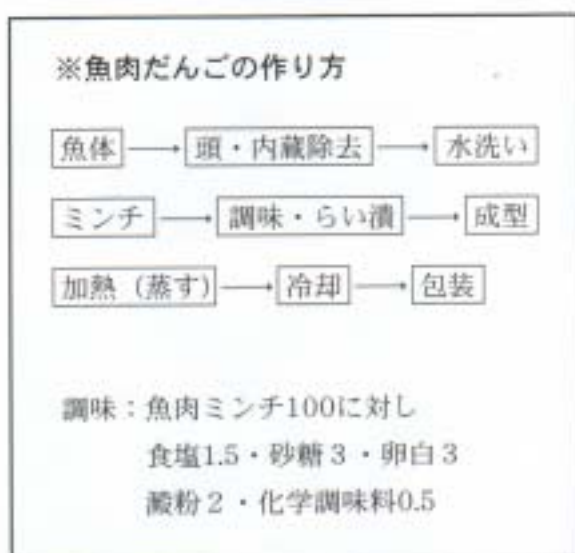 ※魚肉だんごの作り方
魚体 → 頭・内蔵除去 → 水洗い
ミンチ → 調味・らい潰 → 成型
加熱（蒸す） → 冷却 → 包装
調味：魚肉ミンチ100に対し
食塩1.5・砂糖3・卵白3
澱粉2・化学調味料0.5